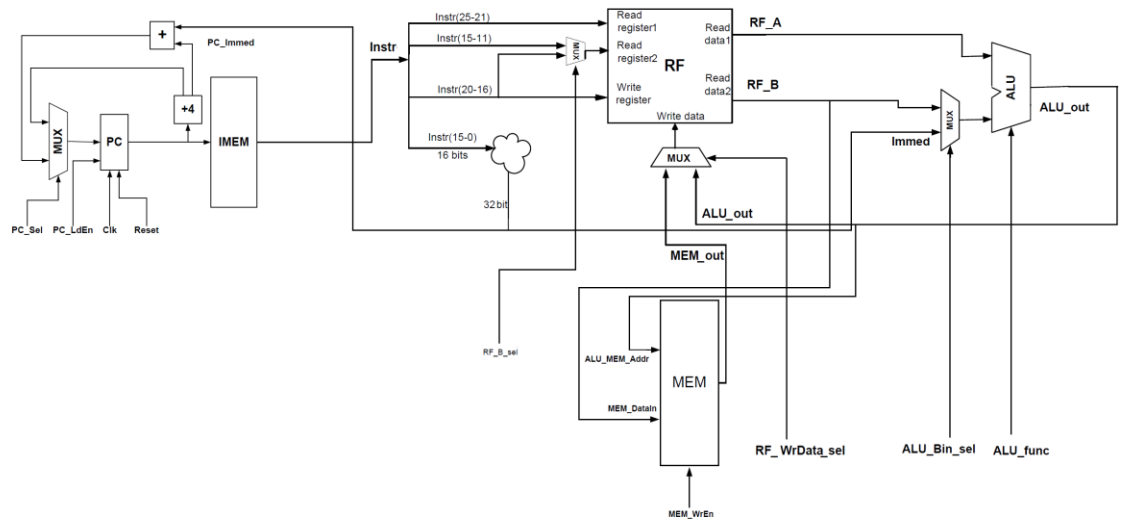 Instr(25-21)
Read
register1
Read
data1
RF_A
+
PC_Immed
Instr
Instr(15-11)
MUX
Read
register2
RF
Read
data2
RF_B
ALU
ALU_out
+4
Instr(20-16)
Write
register
Write data
MUX
PC
IMEM
MUX
Immed
Instr(15-0)
16 bits
MUX
32bit
ALU_out
PC_Sel
PC_LdEn
Clk
Reset
MEM_out
RF_B_sel
ALU_MEM_Addr
MEM
MEM_DataIn
RF_WrData_sel
ALU_Bin_sel
ALU_func
MEM_WrEn